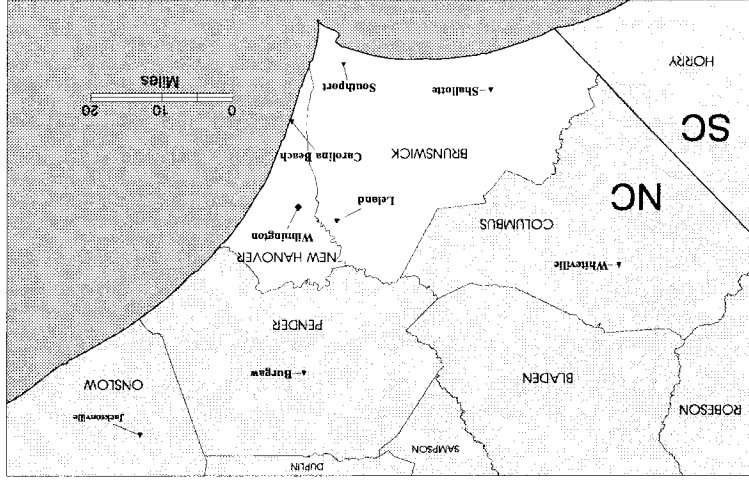 DUPLIN
SAMPSON
ROBESON
Jacksonville
ONSLOW
Burgaw
BLADEN
PENDER
Whiteville
NEW HANOVER
Wilmington
COLUMBUS
NC
Leland
Carolina Beach
BRUNSWICK
SC
0 10 20
Miles
Shallotte
Southport
HORRY